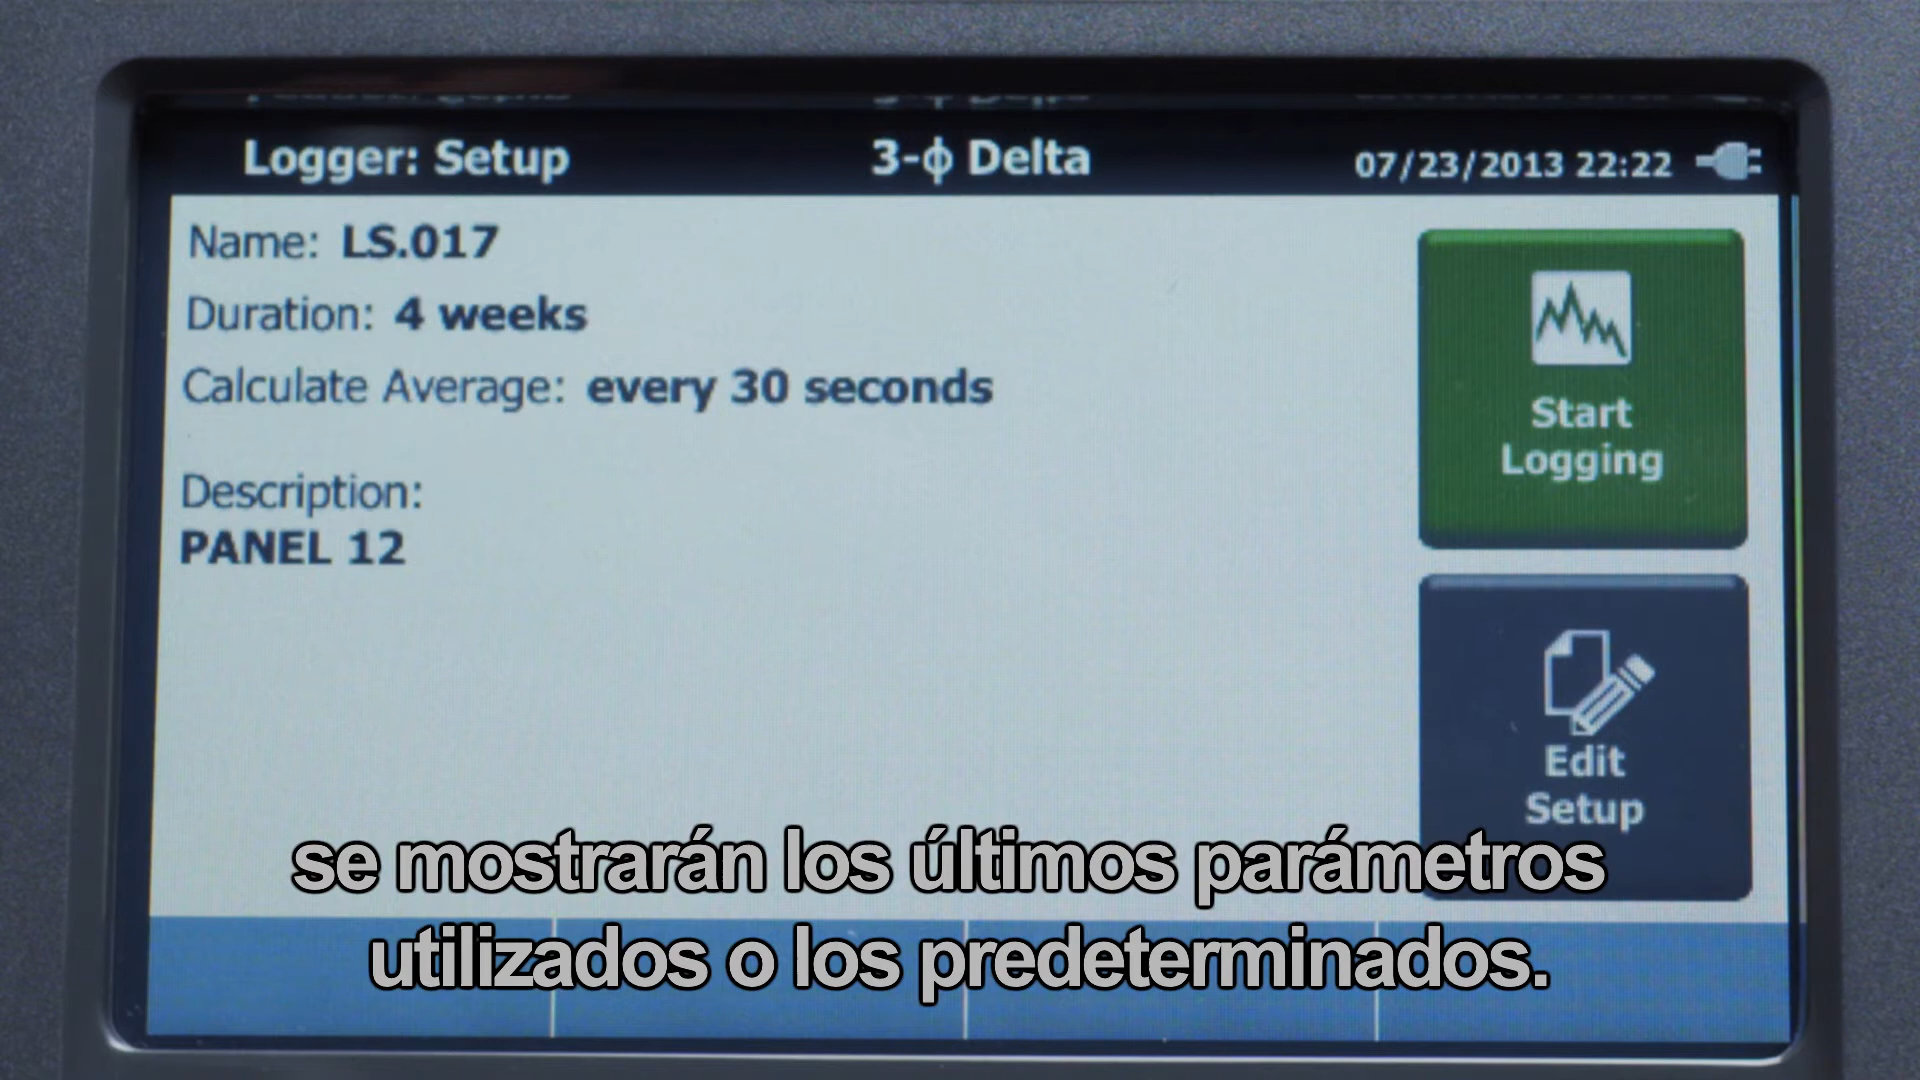 Logger: Setup
3-ϕ Delta
07/23/2013 22:22
Name: LS.017
Duration: 4 weeks
Calculate Average: every 30 seconds
Description:
PANEL 12
Start
Logging
Edit
Setup
se mostrarán los últimos parámetros
utilizados o los predeterminados.